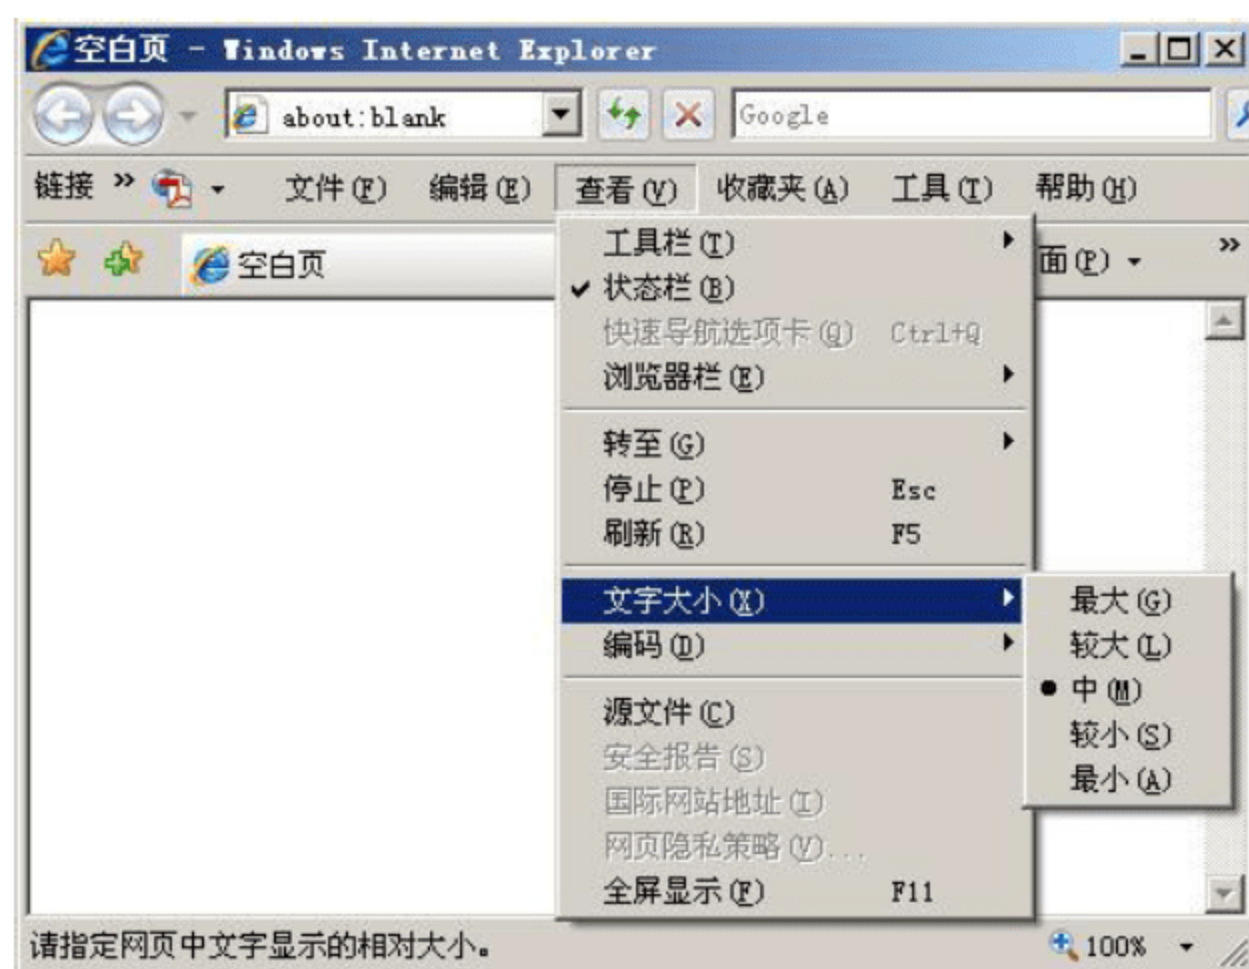 空白页 - Windows Internet Explorer
about:blank Google
链接 » 文件(F) 编辑(E) 查看(V) 收藏夹(A) 工具(T) 帮助(H)
空白页 面(P) »
工具栏(T)
状态栏(B)
快速导航选项卡(Q) Ctrl+Q
浏览器栏(E)
转至(G)
停止(P) Esc
刷新(R) F5
文字大小(X)
编码(D)
源文件(C)
安全报告(S)
国际网站地址(I)
网页隐私策略(V)...
全屏显示(F) F11
最大(G)
较大(L)
中(M)
较小(S)
最小(A)
请指定网页中文字显示的相对大小。 100%